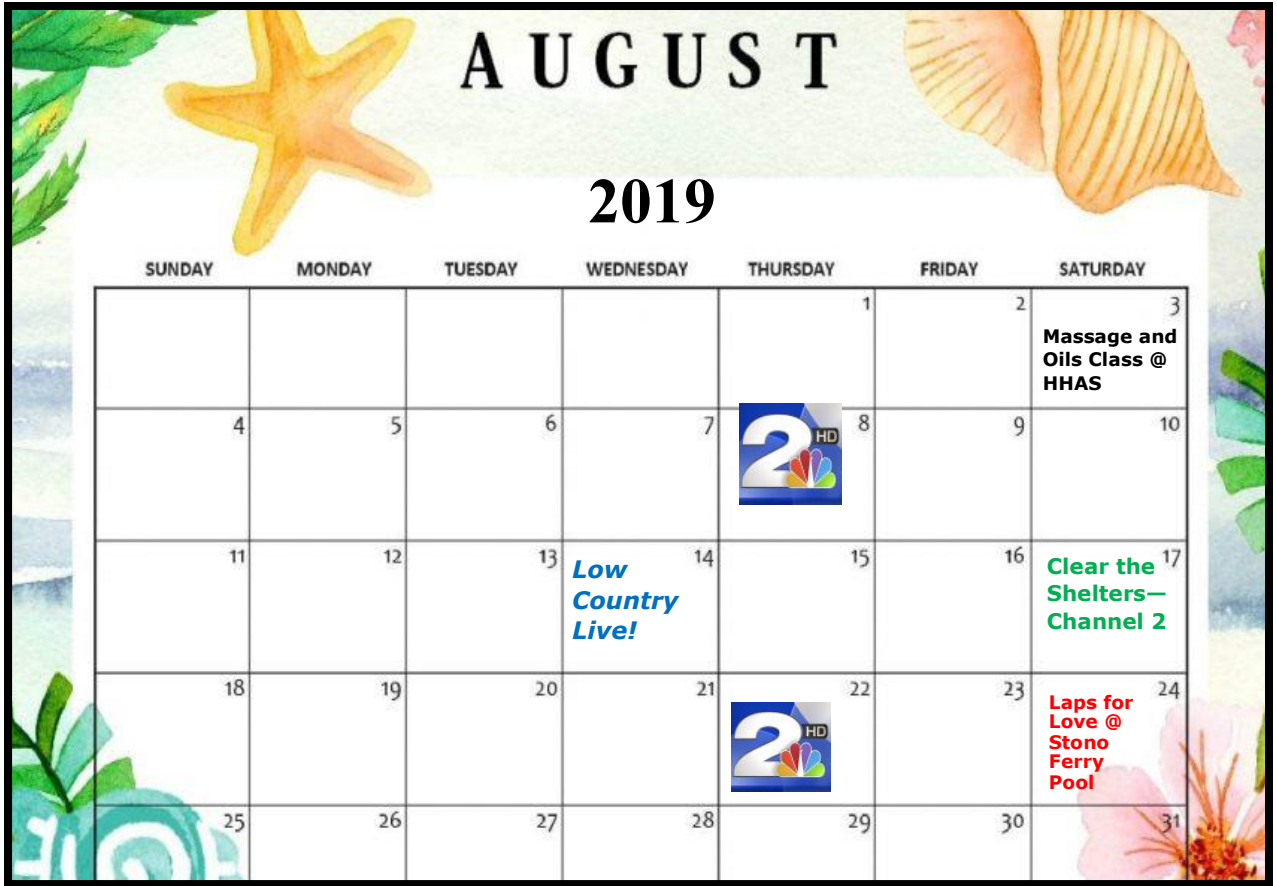 AUGUST
2019
SUNDAY MONDAY TUESDAY WEDNESDAY THURSDAY FRIDAY SATURDAY
1 2 3
Massage and
Oils Class @
HHAS
4 5 6 7 8 9 10
2 HD
11 12 13 14 15 16 17
Low
Country
Live!
Clear the
Shelters—
Channel 2
18 19 20 21 22 23 24
2 HD
Laps for
Love @
Stono
Ferry
Pool
25 26 27 28 29 30 31